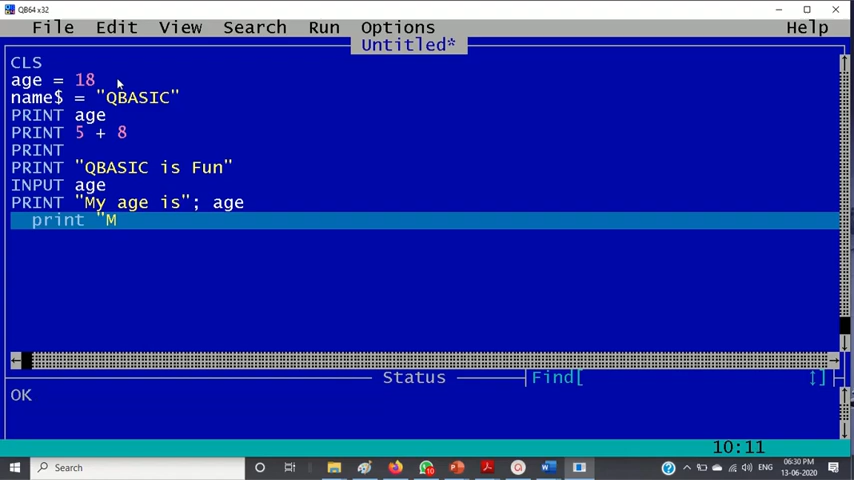 QB64 x32
File Edit View Search Run Options Help
Untitled*
CLS
age = 18
name$ = "QBASIC"
PRINT age
PRINT 5 + 8
PRINT
PRINT "QBASIC is Fun"
INPUT age
PRINT "My age is"; age
print "M
Status Find[ ↕]
OK
10:11
Search
10
ENG
06:30 PM
13-06-2020